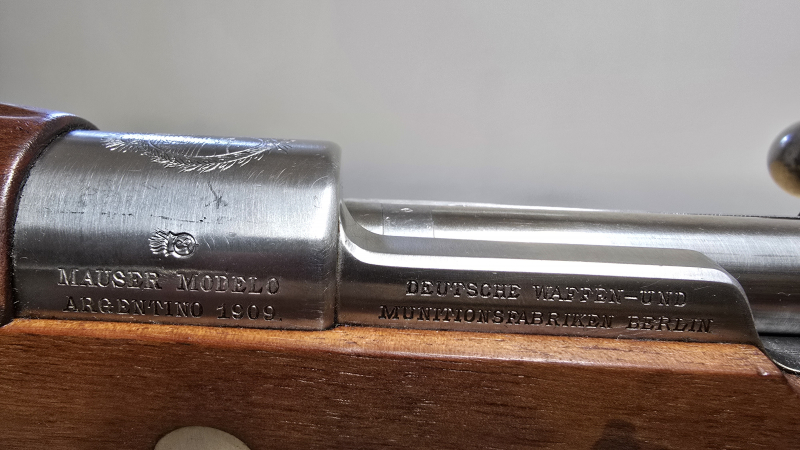 MAUSER MODELO
ARGENTINO 1909.
DEUTSCHE WAFFEN-UND
MUNITIONSFABRIKEN BERLIN